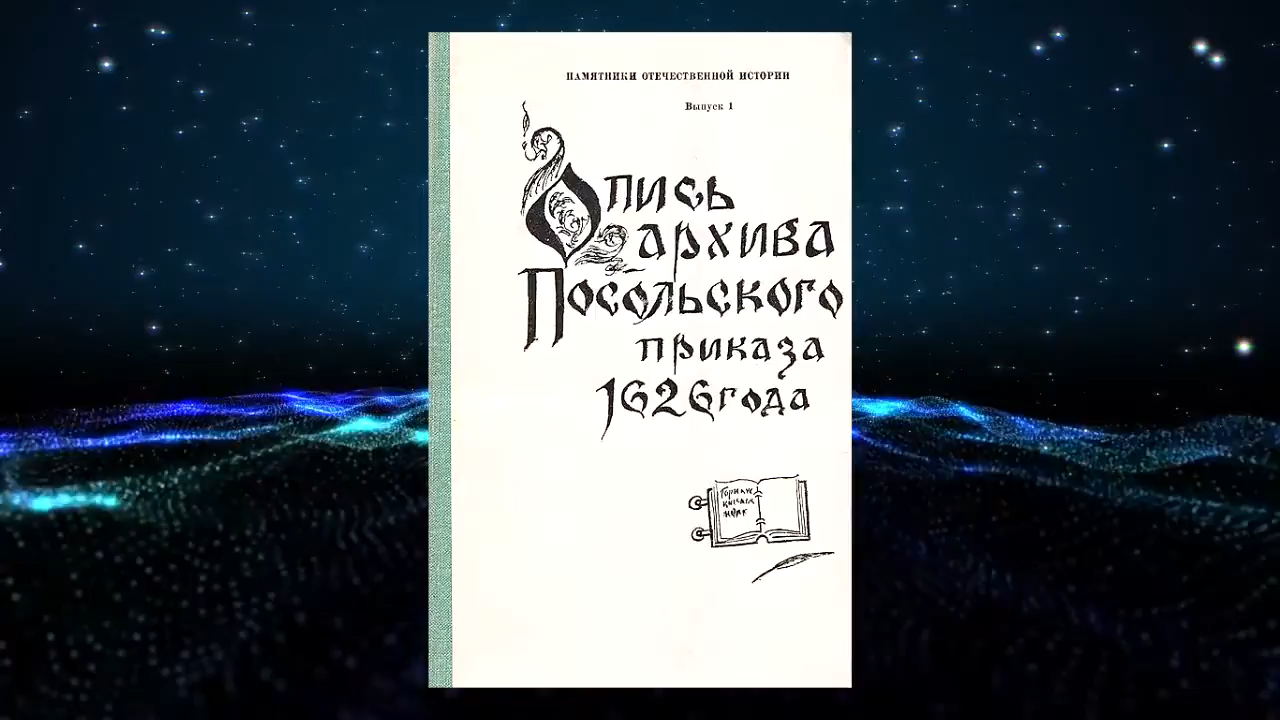 ПАМЯТНИКИ ОТЕЧЕСТВЕННОЙ ИСТОРИИ
Выпуск 1
Опись
архива
Посольского
приказа
1626 года